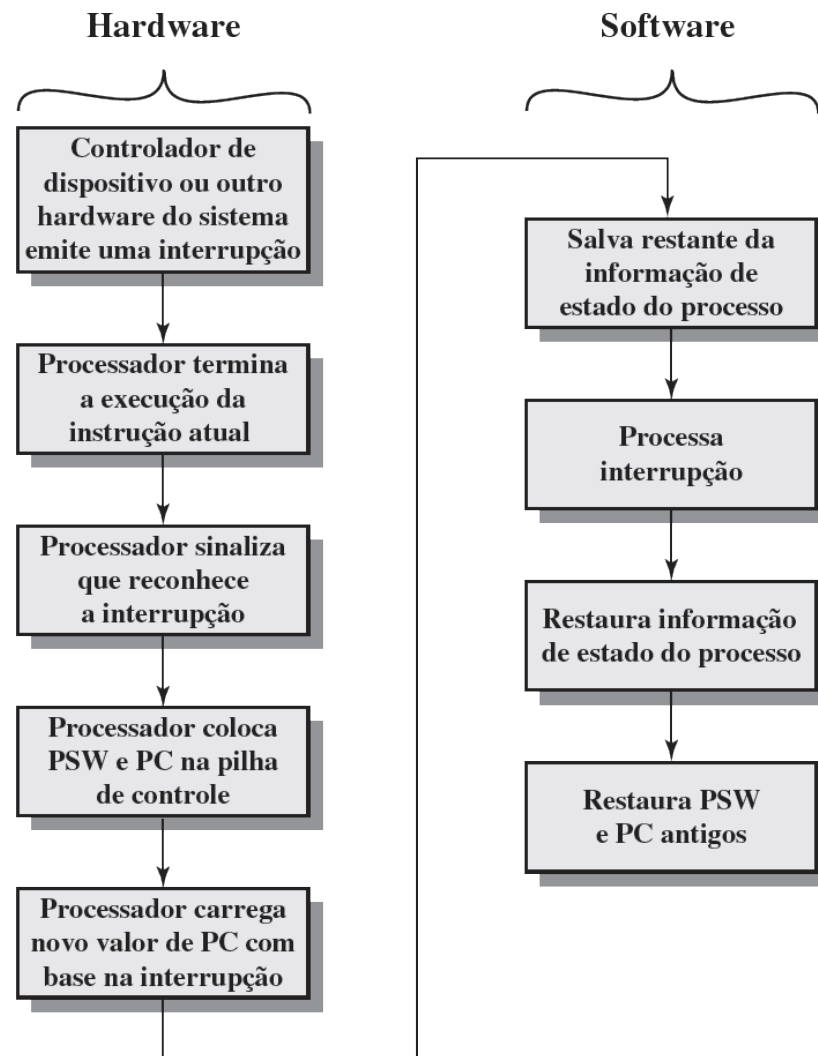 Hardware
Controlador de
dispositivo ou outro
hardware do sistema
emite uma interrupção
Processador termina
a execução da
instrução atual
Processador sinaliza
que reconhece
a interrupção
Processador coloca
PSW e PC na pilha
de controle
Processador carrega
novo valor de PC com
base na interrupção
Software
Salva restante da
informação de
estado do processo
Processa
interrupção
Restaura informação
de estado do processo
Restaura PSW
e PC antigos